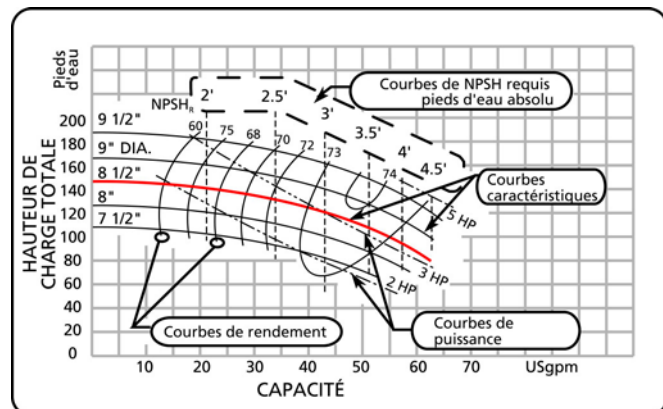 Pieds
d'eau
HAUTEUR DE
CHARGE TOTALE
200
180
160
140
120
100
80
60
40
20
0
9 1/2"
9" DIA.
8 1/2"
8"
7 1/2"
NPSHR
2'
2.5'
3'
3.5'
4'
4.5'
60
75
68
70
72
73
74
Courbes de NPSH requis
pieds d'eau absolu
Courbes
caractéristiques
5 HP
3 HP
2 HP
Courbes de rendement
Courbes de
puissance
10
20
30
40
50
60
70
USgpm
CAPACITÉ